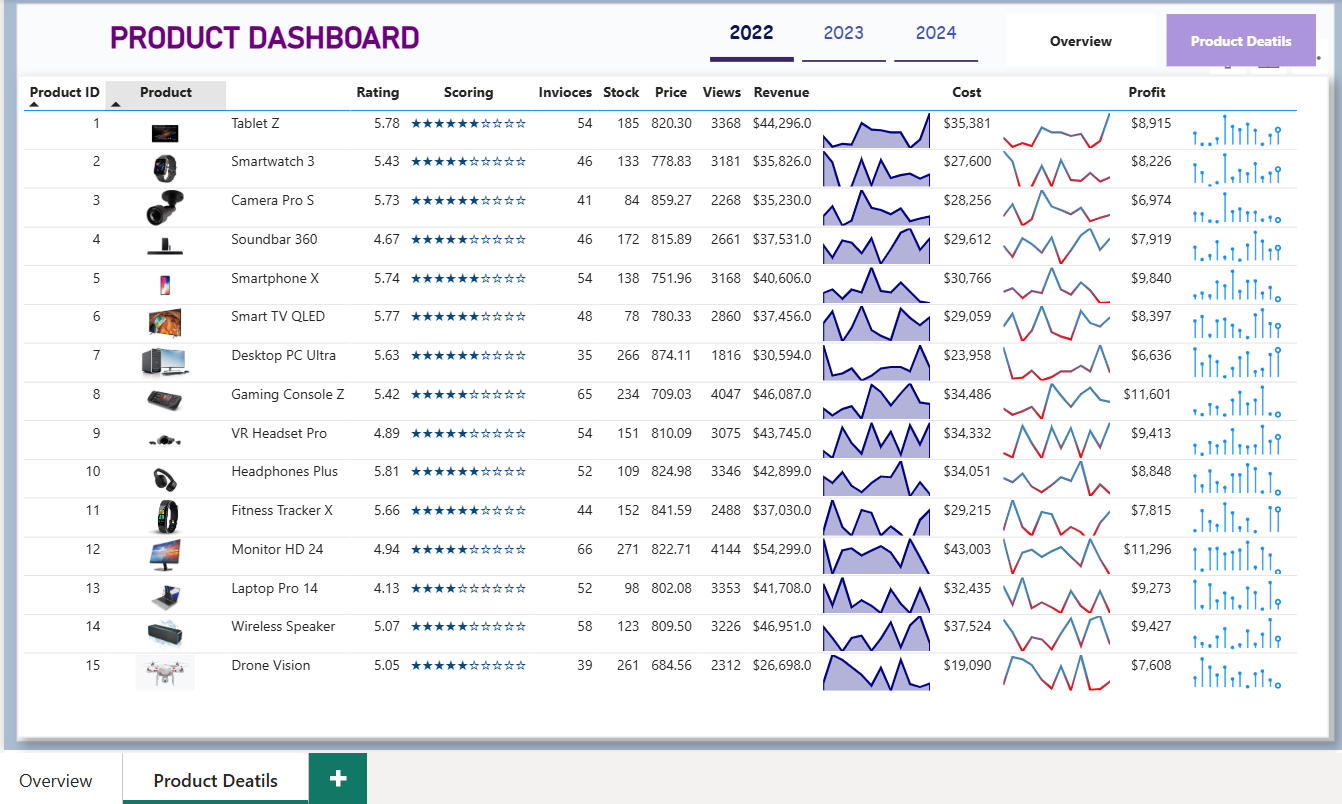 PRODUCT DASHBOARD 2022 2023 2024 Overview Product Deatils
Product ID Product Rating Scoring Invioces Stock Price Views Revenue Cost Profit
1 Tablet Z 5.78 ★★★★★★☆☆☆☆ 54 185 820.30 3368 $44,296.0 $35,381 $8,915
2 Smartwatch 3 5.43 ★★★★★☆☆☆☆☆ 46 133 778.83 3181 $35,826.0 $27,600 $8,226
3 Camera Pro S 5.73 ★★★★★★☆☆☆☆ 41 84 859.27 2268 $35,230.0 $28,256 $6,974
4 Soundbar 360 4.67 ★★★★★☆☆☆☆☆ 46 172 815.89 2661 $37,531.0 $29,612 $7,919
5 Smartphone X 5.74 ★★★★★★☆☆☆☆ 54 138 751.96 3168 $40,606.0 $30,766 $9,840
6 Smart TV QLED 5.77 ★★★★★★☆☆☆☆ 48 78 780.33 2860 $37,456.0 $29,059 $8,397
7 Desktop PC Ultra 5.63 ★★★★★★☆☆☆☆ 35 266 874.11 1816 $30,594.0 $23,958 $6,636
8 Gaming Console Z 5.42 ★★★★★☆☆☆☆☆ 65 234 709.03 4047 $46,087.0 $34,486 $11,601
9 VR Headset Pro 4.89 ★★★★★☆☆☆☆☆ 54 151 810.09 3075 $43,745.0 $34,332 $9,413
10 Headphones Plus 5.81 ★★★★★★☆☆☆☆ 52 109 824.98 3346 $42,899.0 $34,051 $8,848
11 Fitness Tracker X 5.66 ★★★★★★☆☆☆☆ 44 152 841.59 2488 $37,030.0 $29,215 $7,815
12 Monitor HD 24 4.94 ★★★★★☆☆☆☆☆ 66 271 822.71 4144 $54,299.0 $43,003 $11,296
13 Laptop Pro 14 4.13 ★★★★☆☆☆☆☆☆ 52 98 802.08 3353 $41,708.0 $32,435 $9,273
14 Wireless Speaker 5.07 ★★★★★☆☆☆☆☆ 58 123 809.50 3226 $46,951.0 $37,524 $9,427
15 Drone Vision 5.05 ★★★★★☆☆☆☆☆ 39 261 684.56 2312 $26,698.0 $19,090 $7,608
Overview Product Deatils +